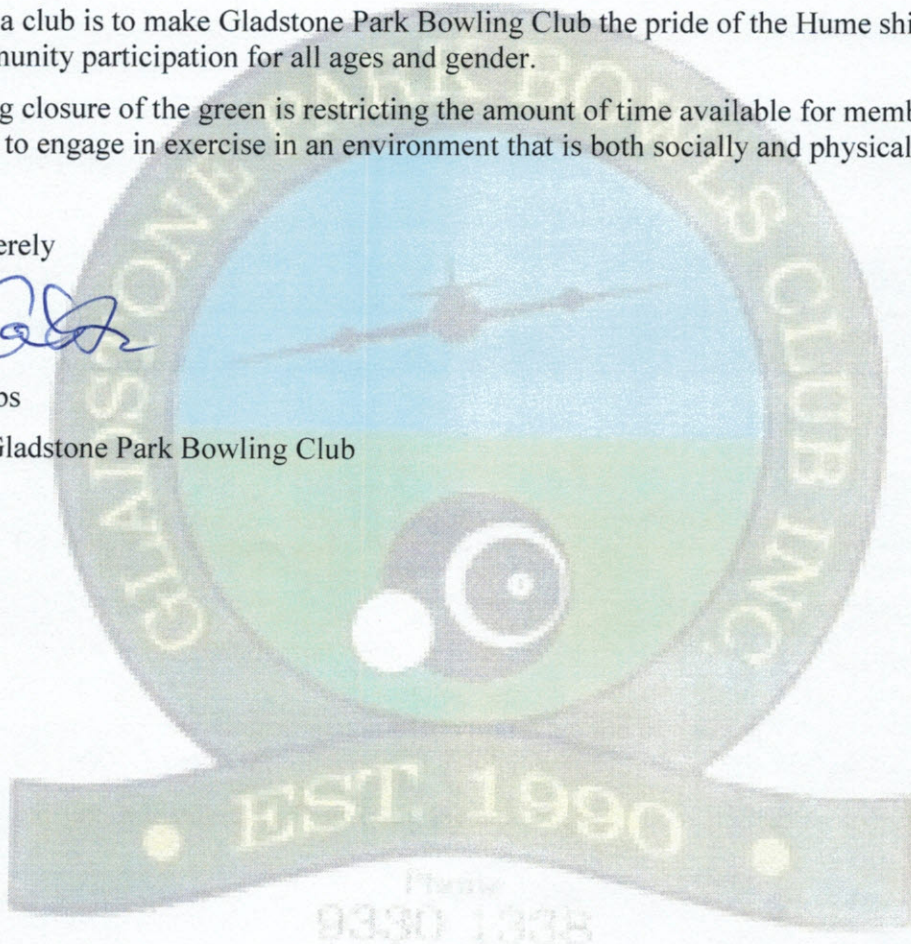 a club is to make Gladstone Park Bowling Club the pride of the Hume shi
munity participation for all ages and gender.
g closure of the green is restricting the amount of time available for memb
to engage in exercise in an environment that is both socially and physical
erely
os
Gladstone Park Bowling Club
GLADSTONE PARK BOWLS CLUB INC.
• EST. 1990 •
Phone
9330 1338